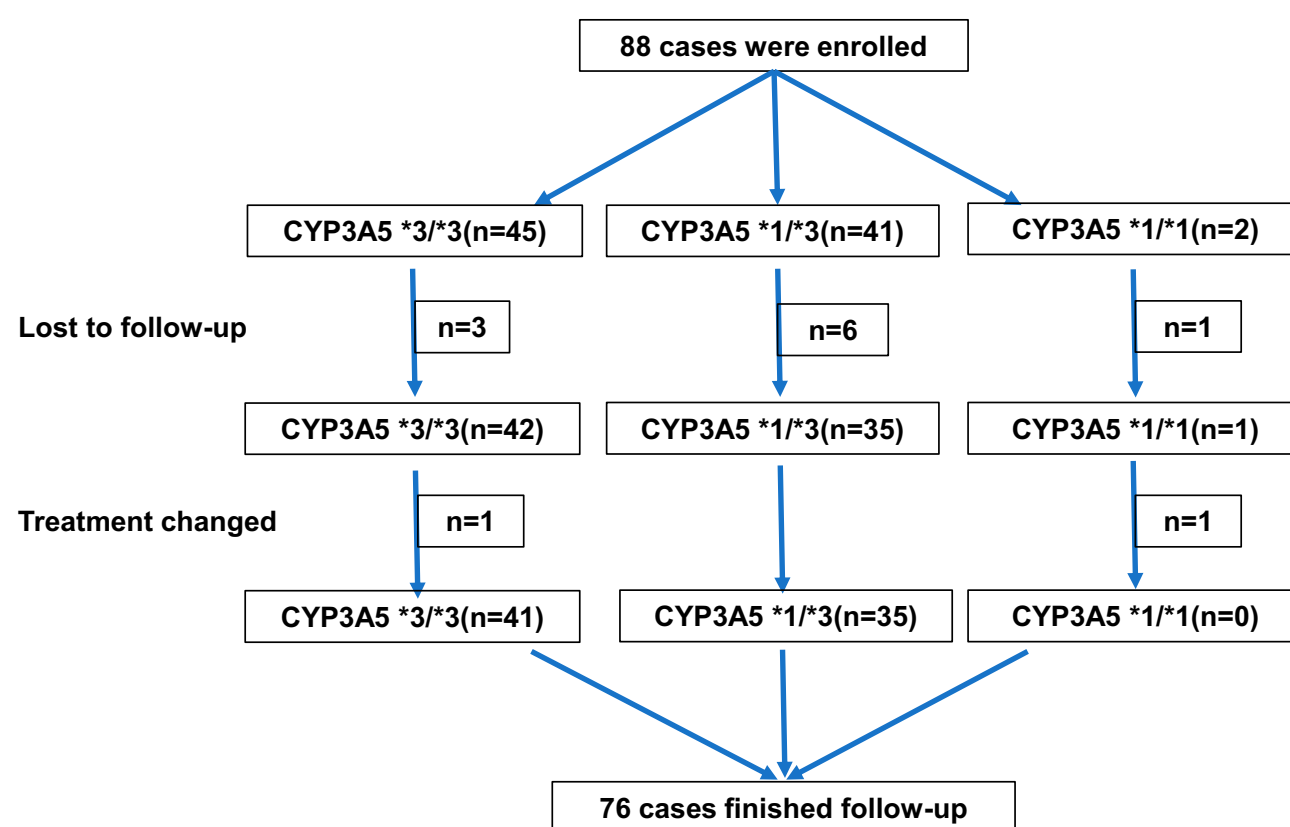 88 cases were enrolled
CYP3A5 *3/*3(n=45)
CYP3A5 *1/*3(n=41)
CYP3A5 *1/*1(n=2)
Lost to follow-up
n=3
n=6
n=1
CYP3A5 *3/*3(n=42)
CYP3A5 *1/*3(n=35)
CYP3A5 *1/*1(n=1)
Treatment changed
n=1
n=1
CYP3A5 *3/*3(n=41)
CYP3A5 *1/*3(n=35)
CYP3A5 *1/*1(n=0)
76 cases finished follow-up